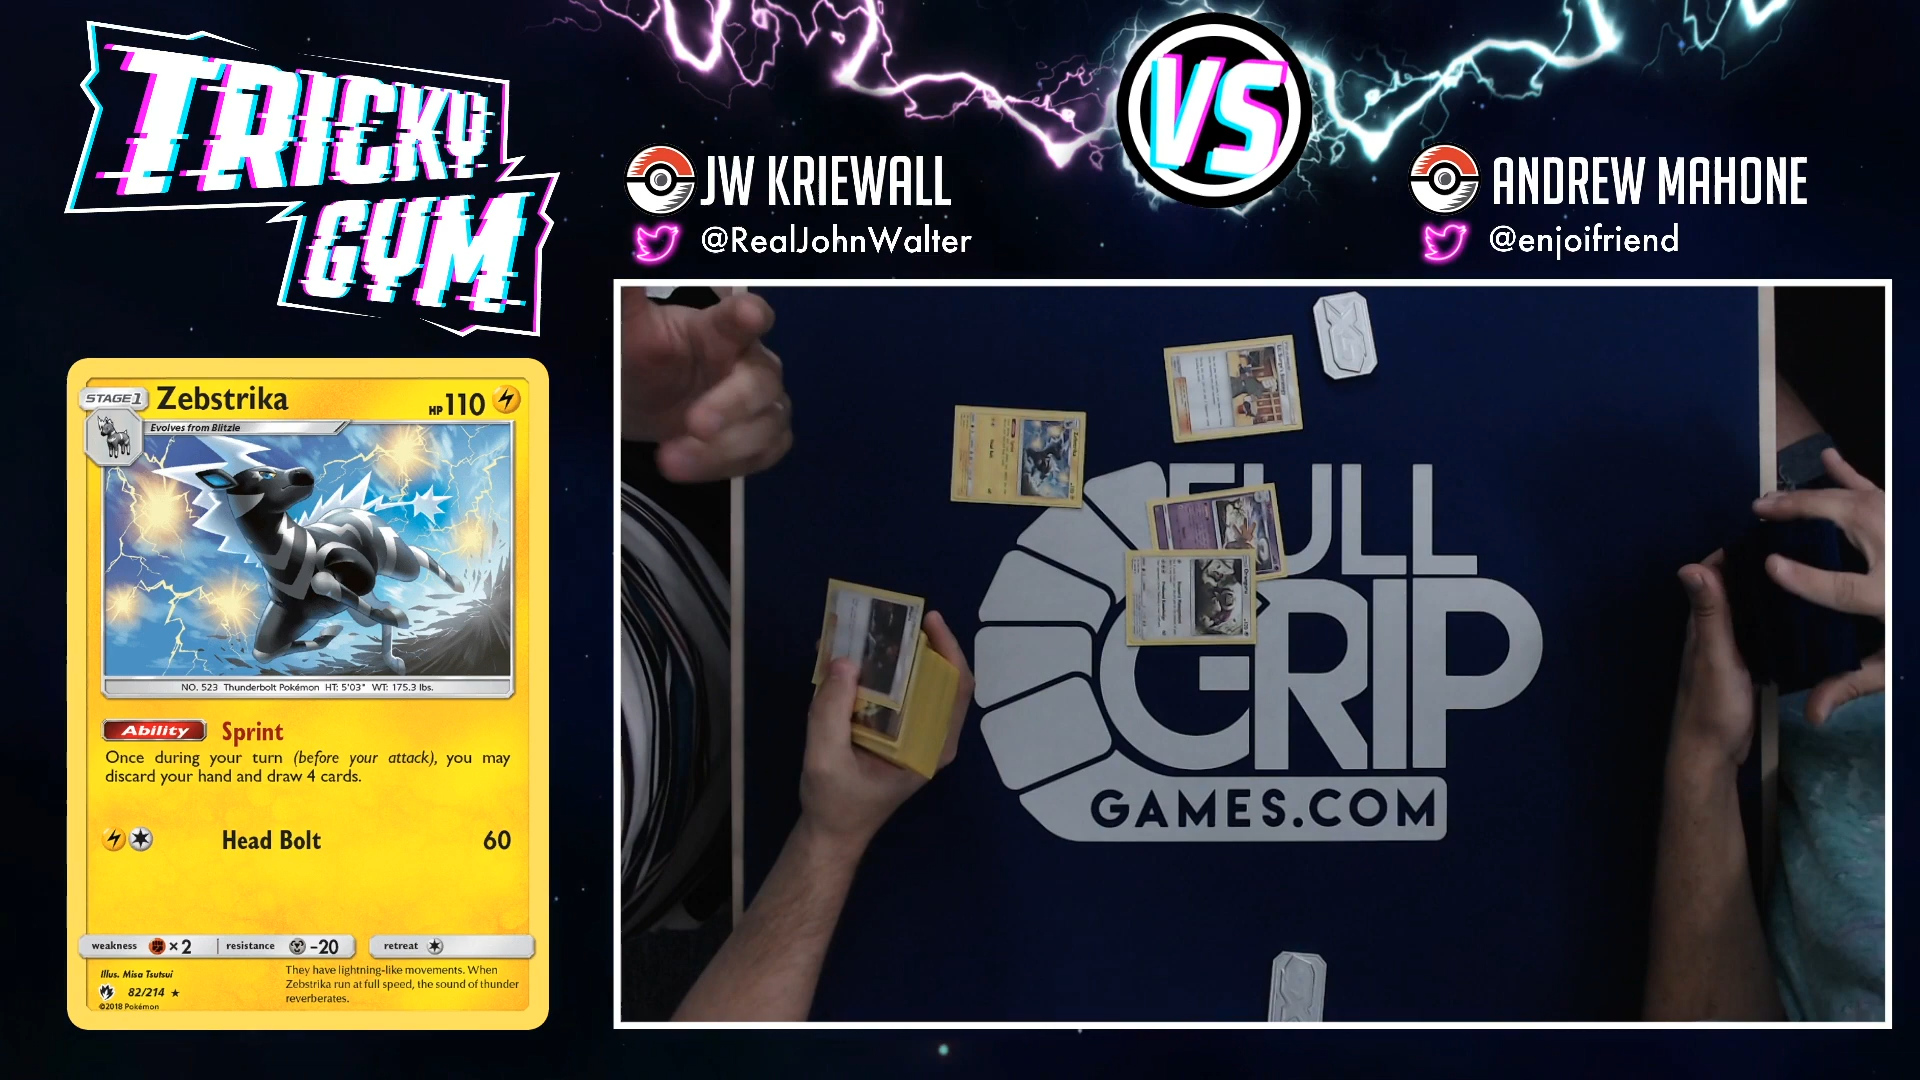 TRICKY
GYM
VS
JW KRIEWALL
@RealJohnWalter
ANDREW MAHONE
@enjoifriend
STAGE1
Zebstrika
HP110
Evolves from Blitzle
NO. 523 Thunderbolt Pokémon HT: 5'03" WT: 175.3 lbs.
Ability Sprint
Once during your turn (before your attack), you may
discard your hand and draw 4 cards.
Head Bolt 60
weakness ×2 resistance -20 retreat
Illus. Misa Tsutsui
82/214 ★
©2018 Pokémon
They have lightning-like movements. When
Zebstrika run at full speed, the sound of thunder
reverberates.
FULL
GRIP
GAMES.COM
GX
Zebstrika